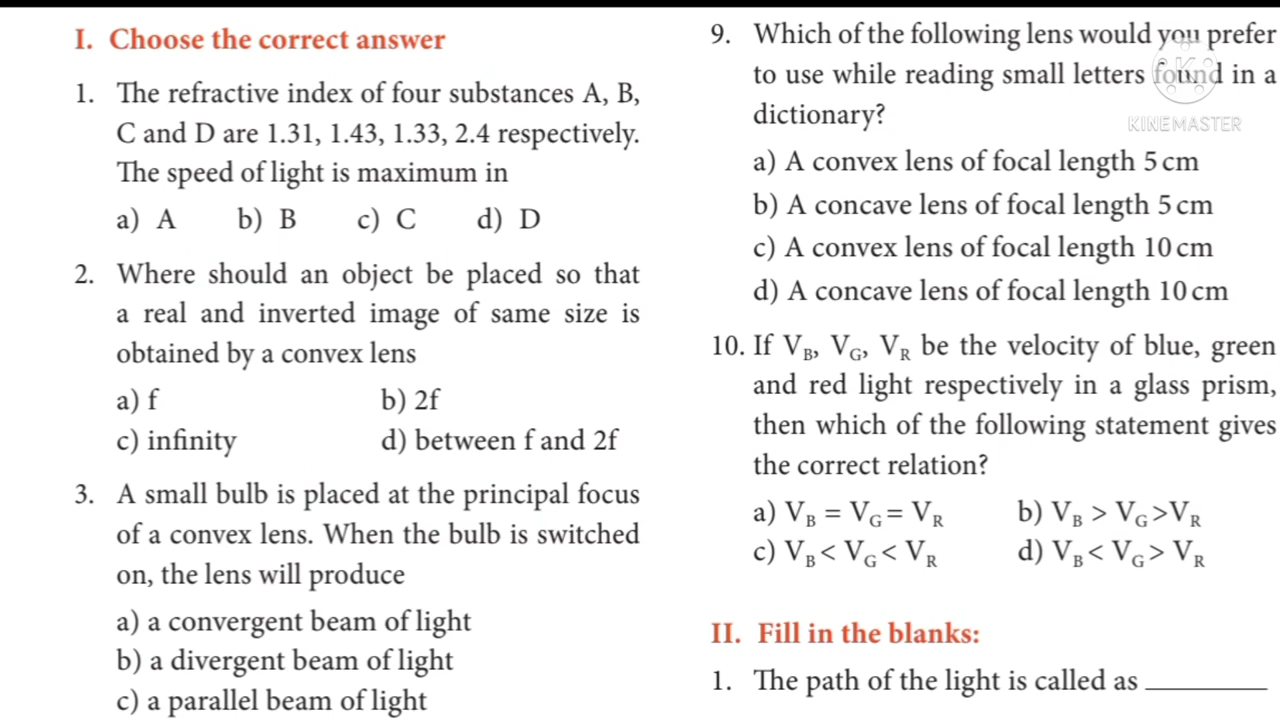 I. Choose the correct answer
1. The refractive index of four substances A, B,
C and D are 1.31, 1.43, 1.33, 2.4 respectively.
The speed of light is maximum in
a) A b) B c) C d) D
2. Where should an object be placed so that
a real and inverted image of same size is
obtained by a convex lens
a) f b) 2f
c) infinity d) between f and 2f
3. A small bulb is placed at the principal focus
of a convex lens. When the bulb is switched
on, the lens will produce
a) a convergent beam of light
b) a divergent beam of light
c) a parallel beam of light
9. Which of the following lens would you prefer
to use while reading small letters found in a
dictionary?
K
KINEMASTER
a) A convex lens of focal length 5 cm
b) A concave lens of focal length 5 cm
c) A convex lens of focal length 10 cm
d) A concave lens of focal length 10 cm
10. If V_B, V_G, V_R be the velocity of blue, green
and red light respectively in a glass prism,
then which of the following statement gives
the correct relation?
a) V_B = V_G = V_R b) V_B > V_G > V_R
c) V_B < V_G < V_R d) V_B < V_G > V_R
II. Fill in the blanks:
1. The path of the light is called as __________